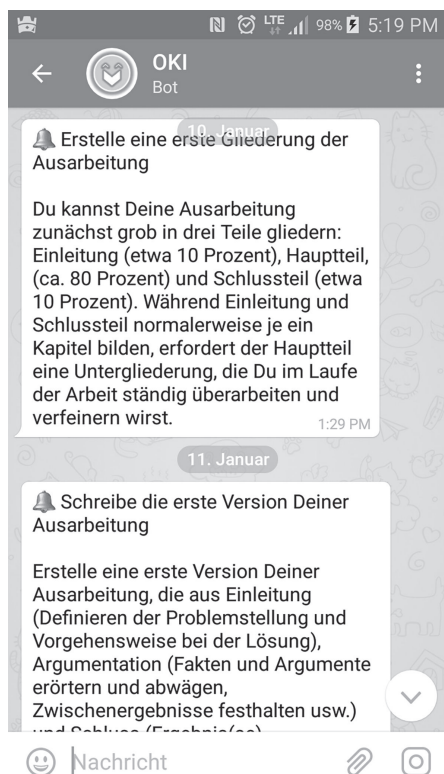 LTE 98% 5:19 PM
OKI
Bot
10. Januar
🔔 Erstelle eine erste Gliederung der
Ausarbeitung
Du kannst Deine Ausarbeitung
zunächst grob in drei Teile gliedern:
Einleitung (etwa 10 Prozent), Hauptteil,
(ca. 80 Prozent) und Schlussteil (etwa
10 Prozent). Während Einleitung und
Schlussteil normalerweise je ein
Kapitel bilden, erfordert der Hauptteil
eine Untergliederung, die Du im Laufe
der Arbeit ständig überarbeiten und
verfeinern wirst.
1:29 PM
11. Januar
🔔 Schreibe die erste Version Deiner
Ausarbeitung
Erstelle eine erste Version Deiner
Ausarbeitung, die aus Einleitung
(Definieren der Problemstellung und
Vorgehensweise bei der Lösung),
Argumentation (Fakten und Argumente
erörtern und abwägen,
Zwischenergebnisse festhalten usw.)
und Schluss (Ergebnis(se)
Nachricht